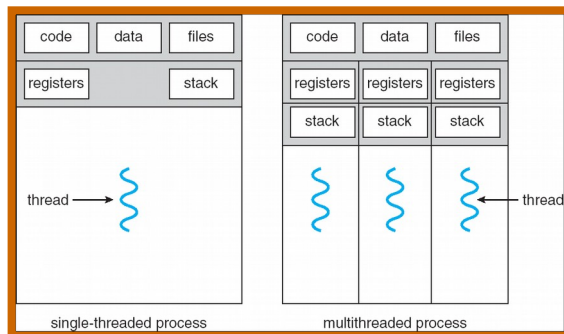 code data files
registers stack
thread
single-threaded process
code data files
registers registers registers
stack stack stack
thread
multithreaded process